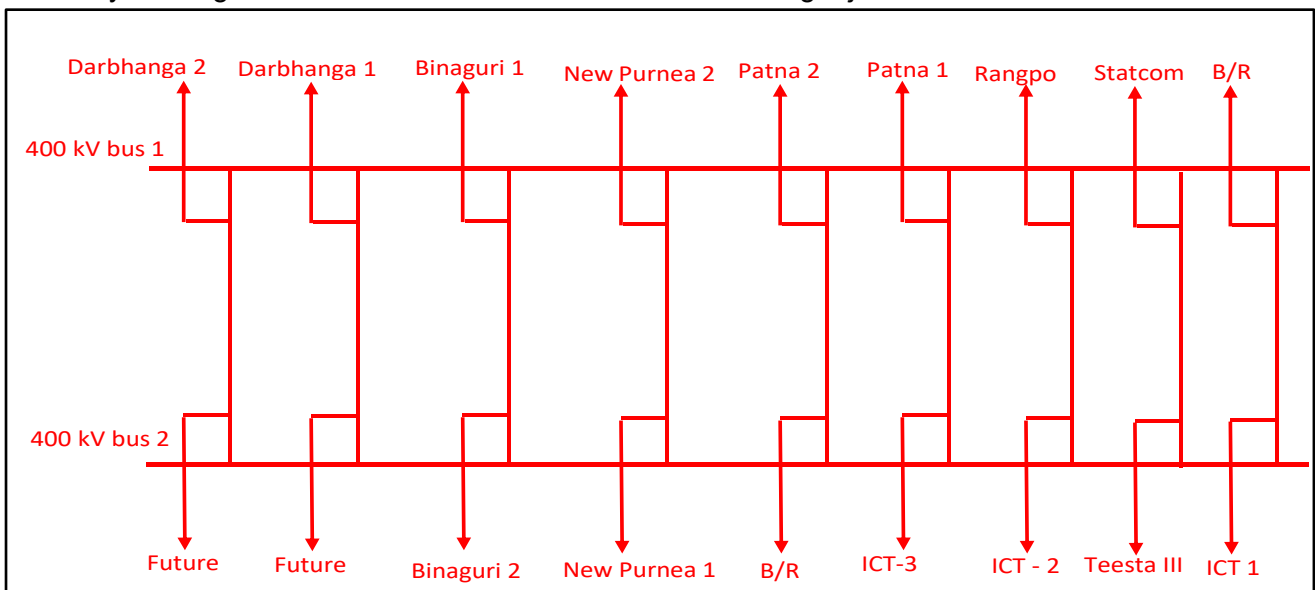 Darbhanga 2 Darbhanga 1 Binaguri 1 New Purnea 2 Patna 2 Patna 1 Rangpo Statcom B/R
400 kV bus 1
400 kV bus 2
Future Future Binaguri 2 New Purnea 1 B/R ICT-3 ICT - 2 Teesta III ICT 1